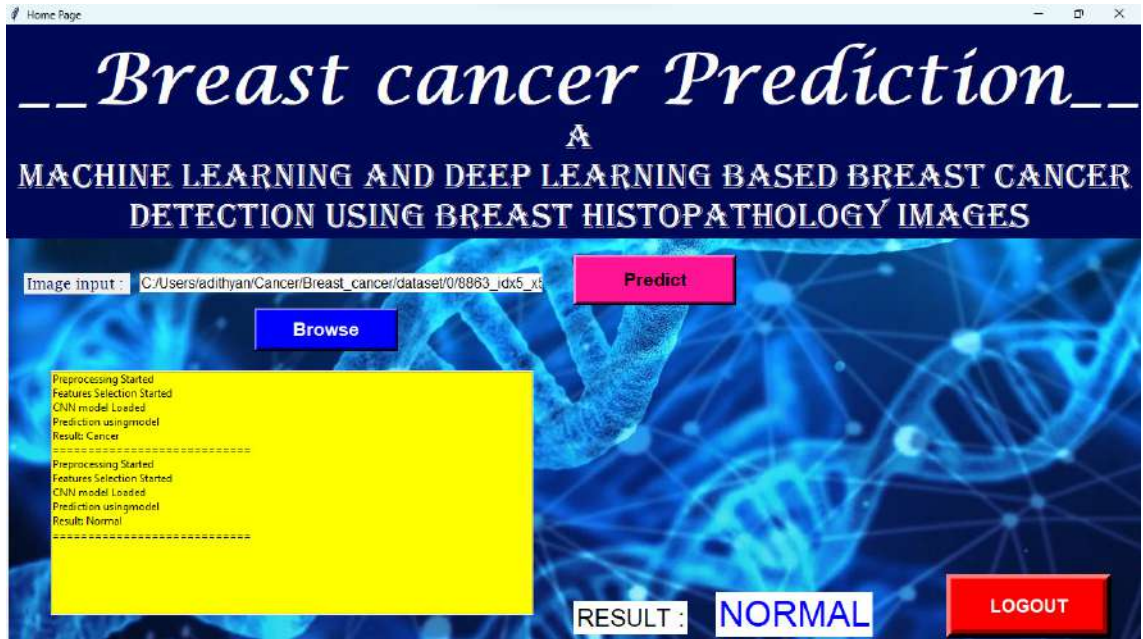 Home Page
__Breast cancer Prediction__
A
MACHINE LEARNING AND DEEP LEARNING BASED BREAST CANCER
DETECTION USING BREAST HISTOPATHOLOGY IMAGES
Image input : C:/Users/adithyan/Cancer/Breast_cancer/dataset/0/8863_idx5_x5 Predict
Browse
Preprocessing Started
Features Selection Started
CNN model Loaded
Prediction usingmodel
Result: Cancer
============================
Preprocessing Started
Features Selection Started
CNN model Loaded
Prediction usingmodel
Result: Normal
============================
RESULT : NORMAL
LOGOUT